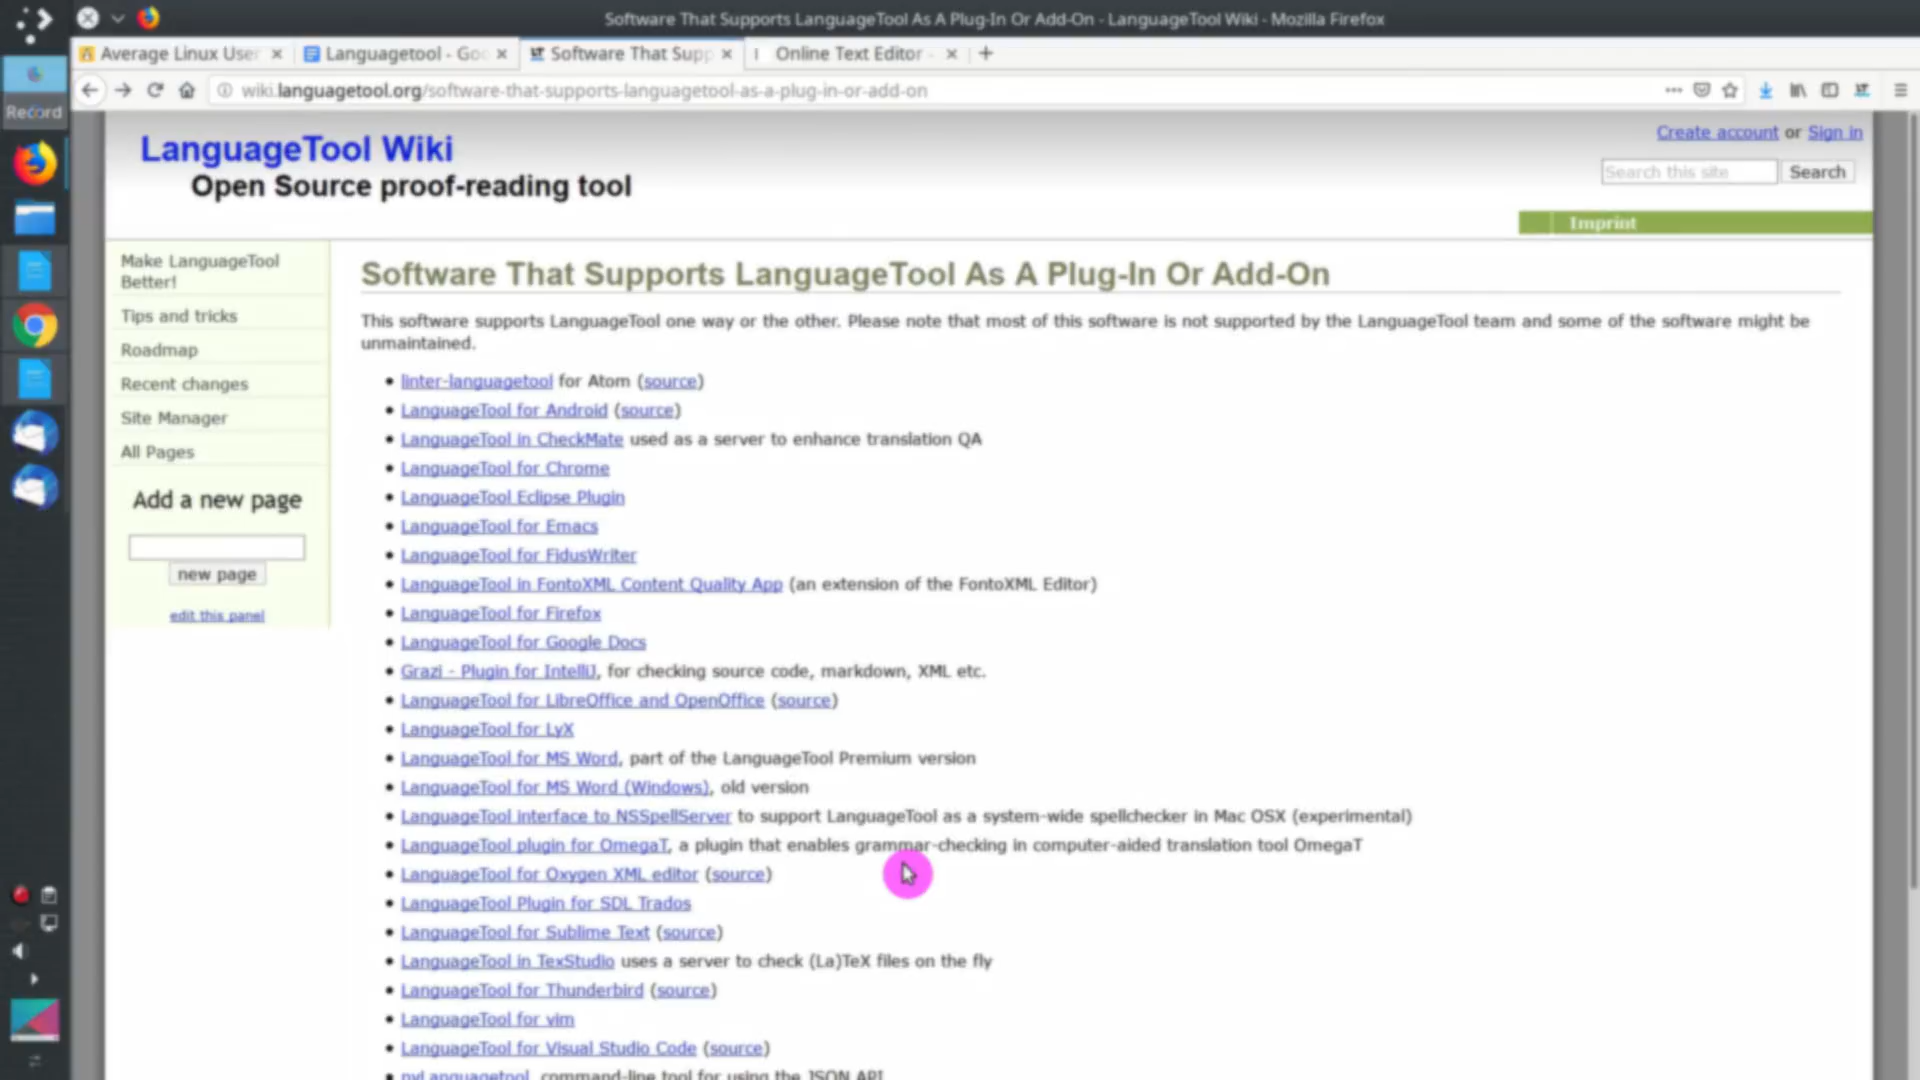 Software That Supports LanguageTool As A Plug-In Or Add-On - LanguageTool Wiki - Mozilla Firefox
Average Linux Use
Languagetool - Go
Software That Supp
Online Text Editor -
wiki.languagetool.org/software-that-supports-languagetool-as-a-plug-in-or-add-on
Record
LanguageTool Wiki
Open Source proof-reading tool
Create account or Sign in
Search this site
Search
Imprint
Make LanguageTool
Better!
Tips and tricks
Roadmap
Recent changes
Site Manager
All Pages
Add a new page
new page
edit this panel
Software That Supports LanguageTool As A Plug-In Or Add-On
This software supports LanguageTool one way or the other. Please note that most of this software is not supported by the LanguageTool team and some of the software might be
unmaintained.
linter-languagetool for Atom (source)
LanguageTool for Android (source)
LanguageTool in CheckMate used as a server to enhance translation QA
LanguageTool for Chrome
LanguageTool Eclipse Plugin
LanguageTool for Emacs
LanguageTool for FidusWriter
LanguageTool in FontoXML Content Quality App (an extension of the FontoXML Editor)
LanguageTool for Firefox
LanguageTool for Google Docs
Grazi - Plugin for IntelliJ, for checking source code, markdown, XML etc.
LanguageTool for LibreOffice and OpenOffice (source)
LanguageTool for LyX
LanguageTool for MS Word, part of the LanguageTool Premium version
LanguageTool for MS Word (Windows), old version
LanguageTool interface to NSSpellServer to support LanguageTool as a system-wide spellchecker in Mac OSX (experimental)
LanguageTool plugin for OmegaT, a plugin that enables grammar-checking in computer-aided translation tool OmegaT
LanguageTool for Oxygen XML editor (source)
LanguageTool Plugin for SDL Trados
LanguageTool for Sublime Text (source)
LanguageTool in TexStudio uses a server to check (La)TeX files on the fly
LanguageTool for Thunderbird (source)
LanguageTool for vim
LanguageTool for Visual Studio Code (source)
pyLanguagetool, command-line tool for using the JSON API